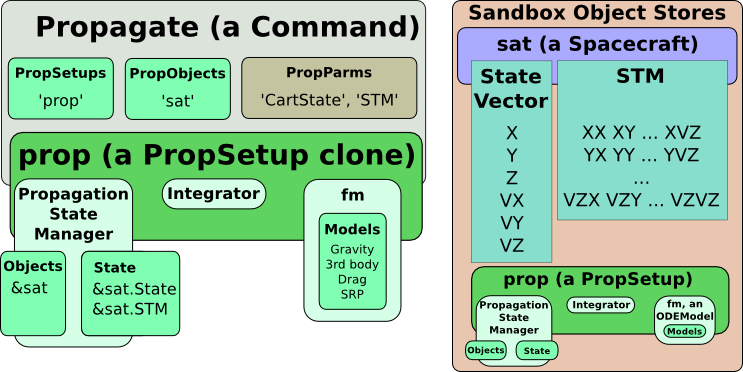 Propagate (a Command)
PropSetups
'prop'
PropObjects
'sat'
PropParms
'CartState', 'STM'
prop (a PropSetup clone)
Propagation
State
Manager
Objects
&sat
State
&sat.State
&sat.STM
Integrator
fm
Models
Gravity
3rd body
Drag
SRP
Sandbox Object Stores
sat (a Spacecraft)
State
Vector
X
Y
Z
VX
VY
VZ
STM
XX XY ... XVZ
YX YY ... YVZ
...
VZX VZY ... VZVZ
prop (a PropSetup)
Propagation
State
Manager
Objects
State
Integrator
fm, an
ODEModel
Models